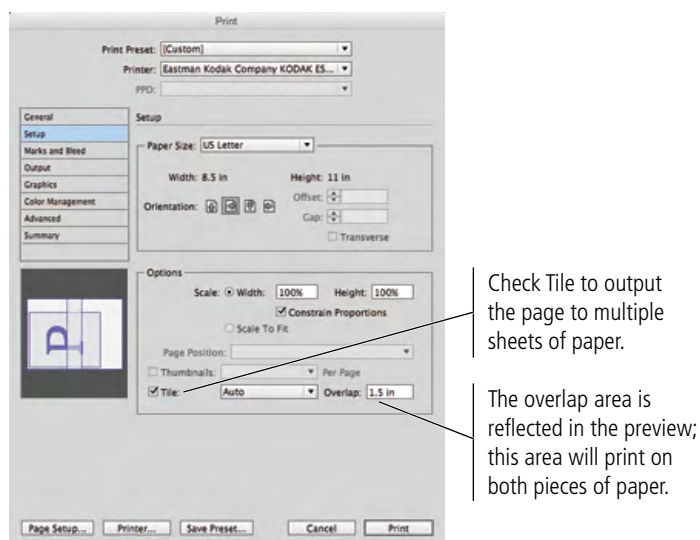 Print
Print Preset: [Custom]
Printer: Eastman Kodak Company KODAK ES...
PPD:
General
Setup
Marks and Bleed
Output
Graphics
Color Management
Advanced
Summary
Setup
Paper Size: US Letter
Width: 8.5 in Height: 11 in
Orientation: Offset:
Gap:
Transverse
Options
Scale: Width: 100% Height: 100%
Constrain Proportions
Scale To Fit
Page Position:
Thumbnails: Per Page
Tile: Auto Overlap: 1.5 in
P
Page Setup... Printer... Save Preset... Cancel Print
Check Tile to output
the page to multiple
sheets of paper.
The overlap area is
reflected in the preview;
this area will print on
both pieces of paper.